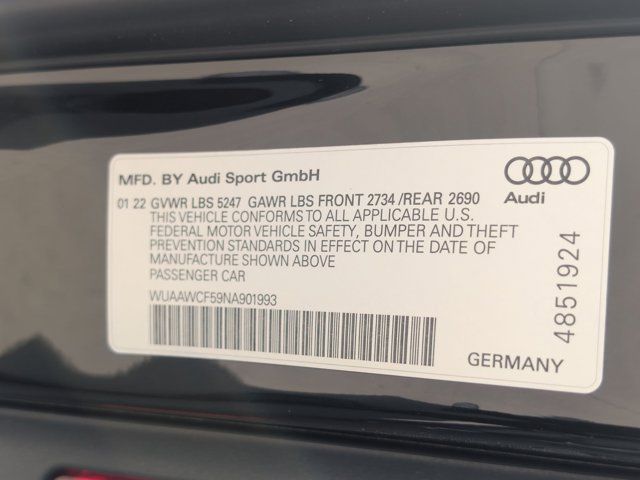 MFD. BY Audi Sport GmbH
Audi
01 22 GVWR LBS 5247 GAWR LBS FRONT 2734 /REAR 2690
THIS VEHICLE CONFORMS TO ALL APPLICABLE U.S.
FEDERAL MOTOR VEHICLE SAFETY, BUMPER AND THEFT
PREVENTION STANDARDS IN EFFECT ON THE DATE OF
MANUFACTURE SHOWN ABOVE
PASSENGER CAR
WUAAWCF59NA901993
4851924
GERMANY